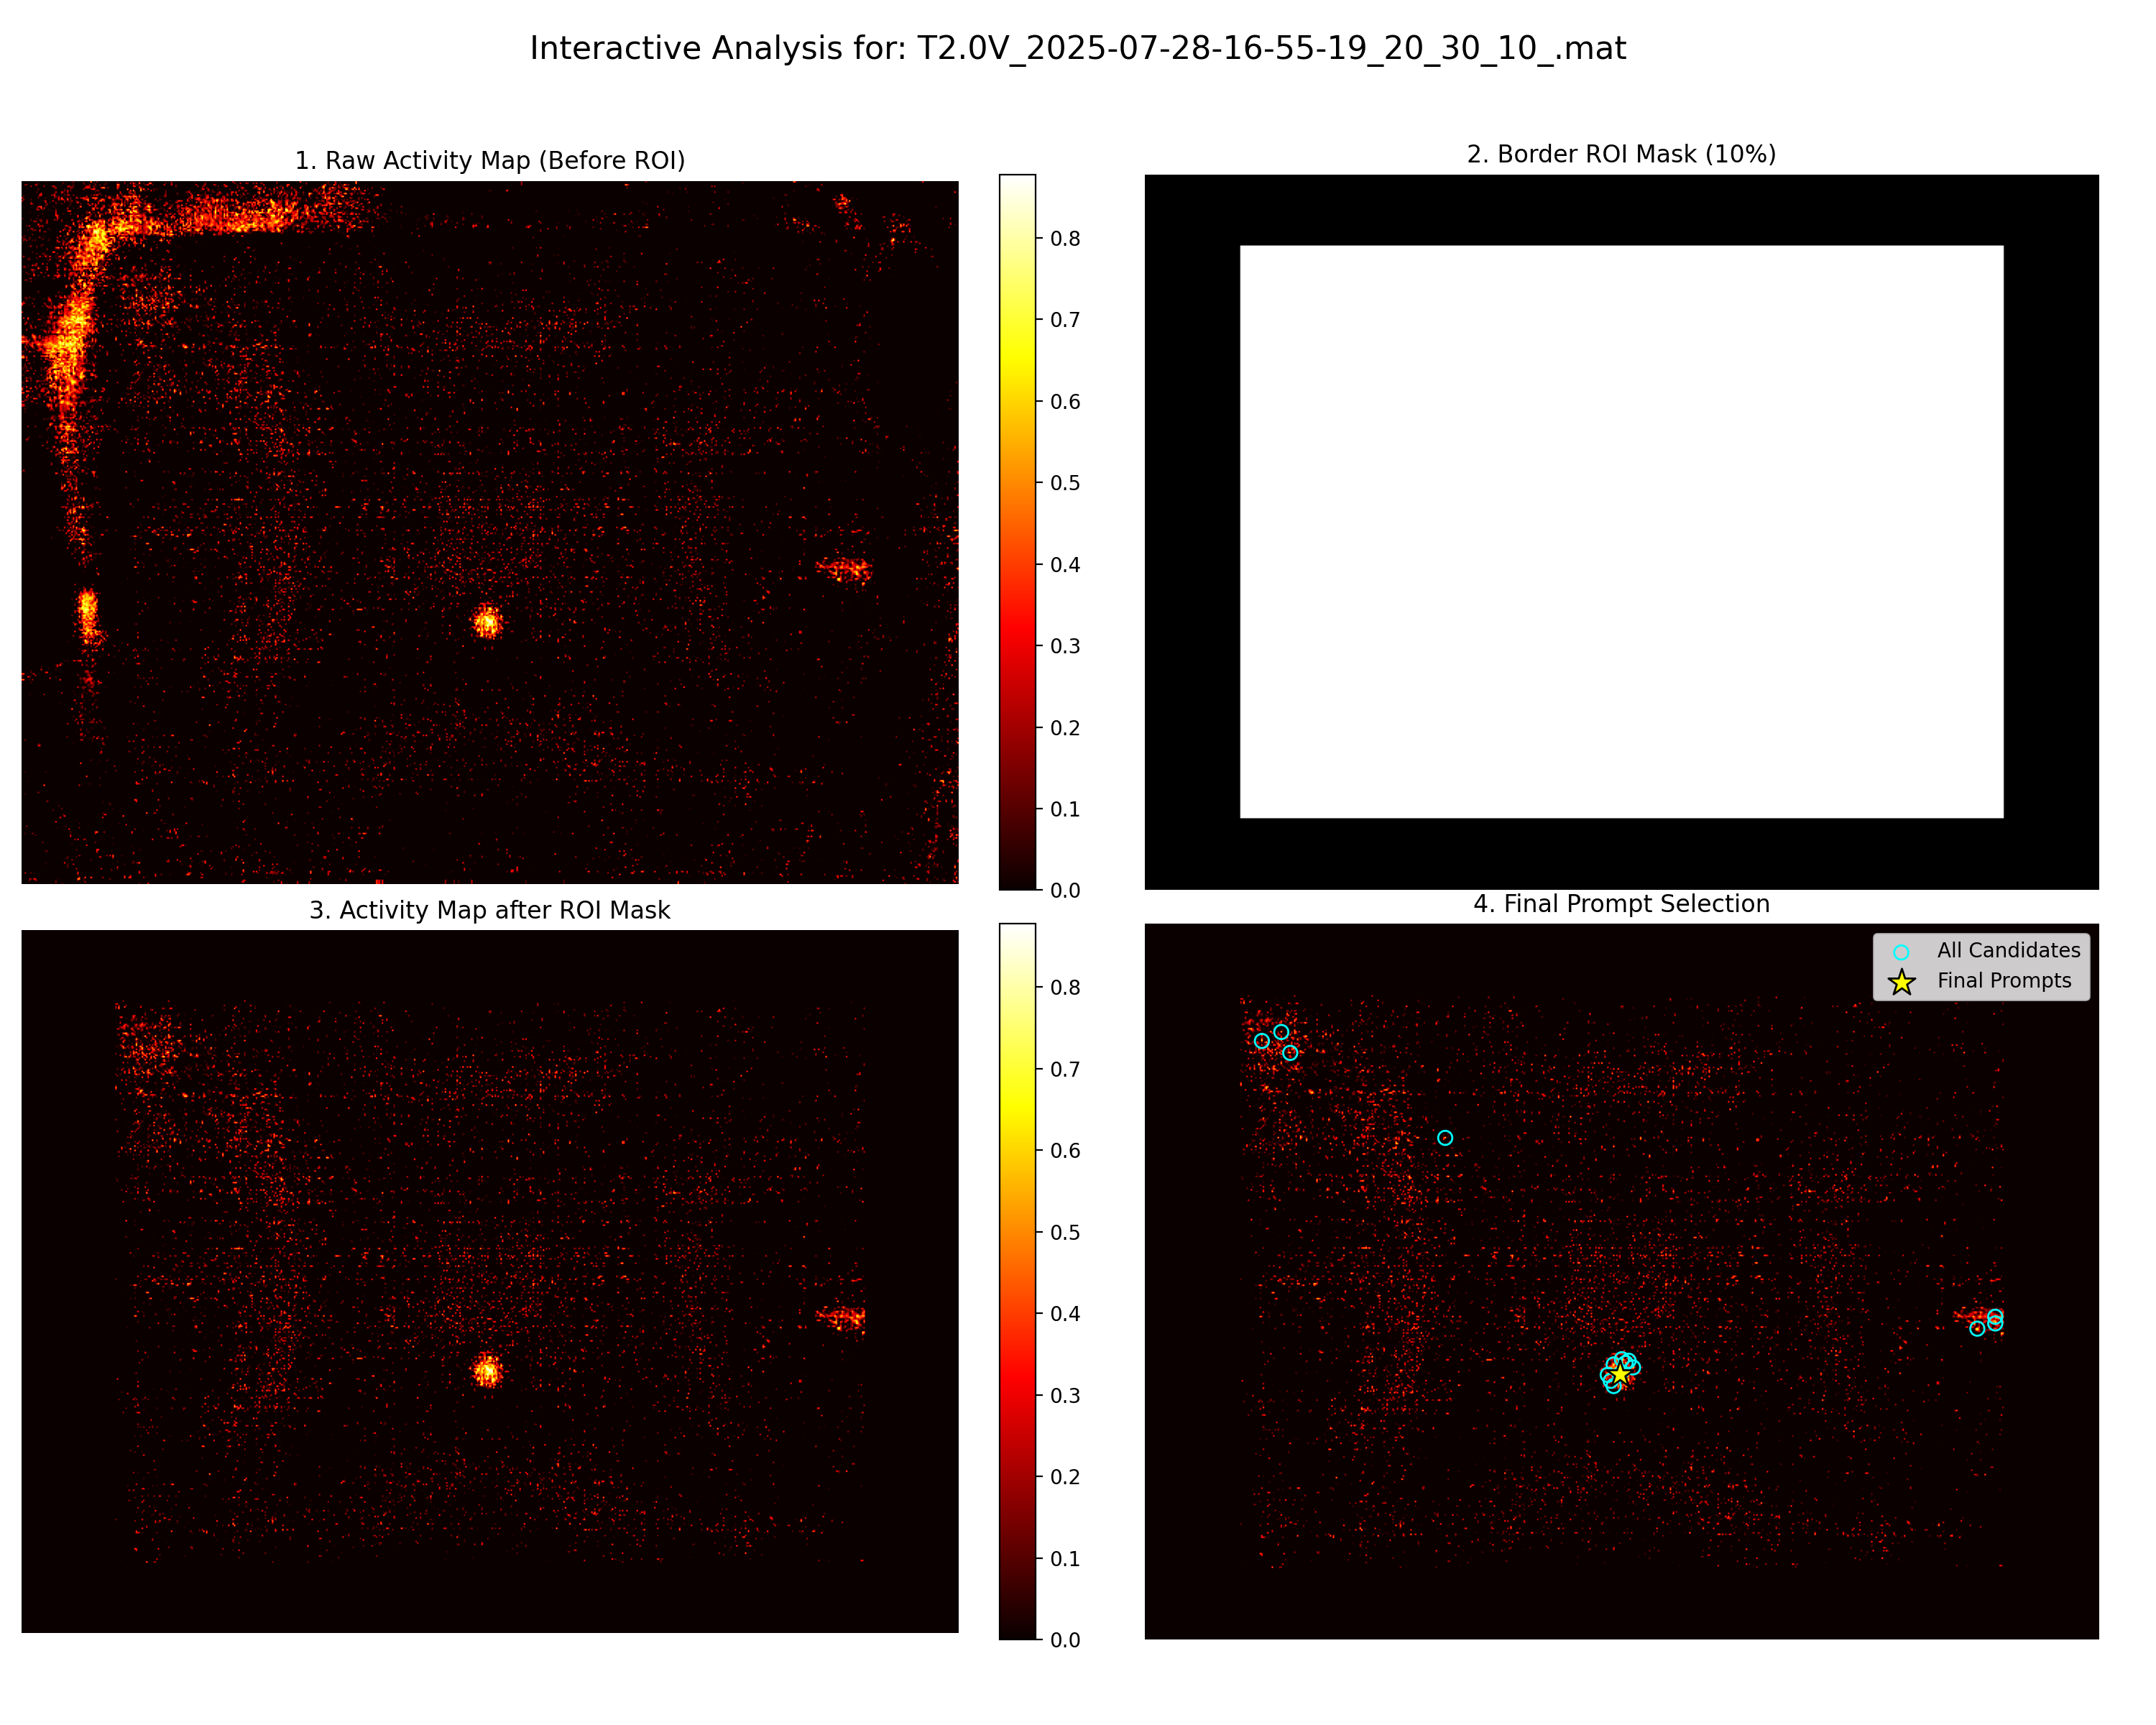 Interactive Analysis for: T2.0V_2025-07-28-16-55-19_20_30_10_.mat
1. Raw Activity Map (Before ROI)
0.8
0.7
0.6
0.5
0.4
0.3
0.2
0.1
0.0
2. Border ROI Mask (10%)
3. Activity Map after ROI Mask
0.8
0.7
0.6
0.5
0.4
0.3
0.2
0.1
0.0
4. Final Prompt Selection
All Candidates
Final Prompts